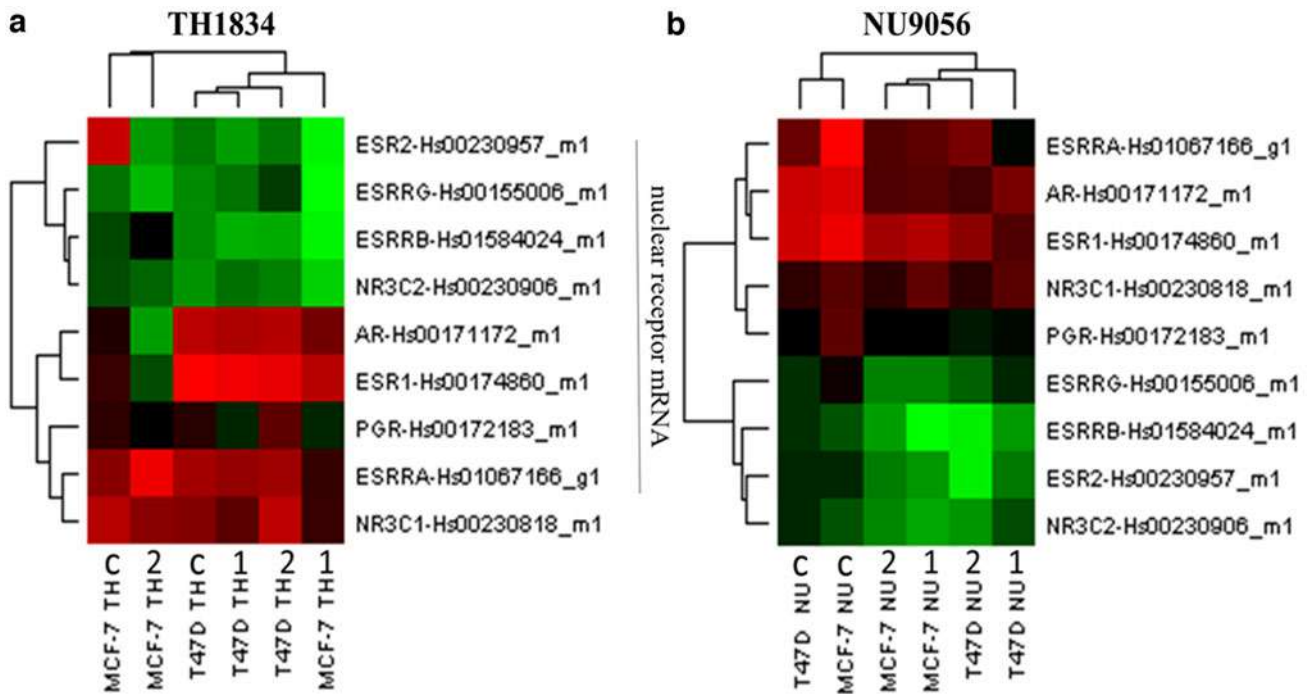 a
TH1834
ESR2-Hs00230957_m1
ESRRG-Hs00155006_m1
ESRRB-Hs01584024_m1
NR3C2-Hs00230906_m1
AR-Hs00171172_m1
ESR1-Hs00174860_m1
PGR-Hs00172183_m1
ESRRA-Hs01067166_g1
NR3C1-Hs00230818_m1
C 2 C 1 2 1
MCF-7 TH
MCF-7 TH
T47D TH
T47D TH
T47D TH
MCF-7 TH
nuclear receptor mRNA
b
NU9056
ESRRA-Hs01067166_g1
AR-Hs00171172_m1
ESR1-Hs00174860_m1
NR3C1-Hs00230818_m1
PGR-Hs00172183_m1
ESRRG-Hs00155006_m1
ESRRB-Hs01584024_m1
ESR2-Hs00230957_m1
NR3C2-Hs00230906_m1
C C 2 1 2 1
T47D NU
MCF-7 NU
MCF-7 NU
MCF-7 NU
T47D NU
T47D NU